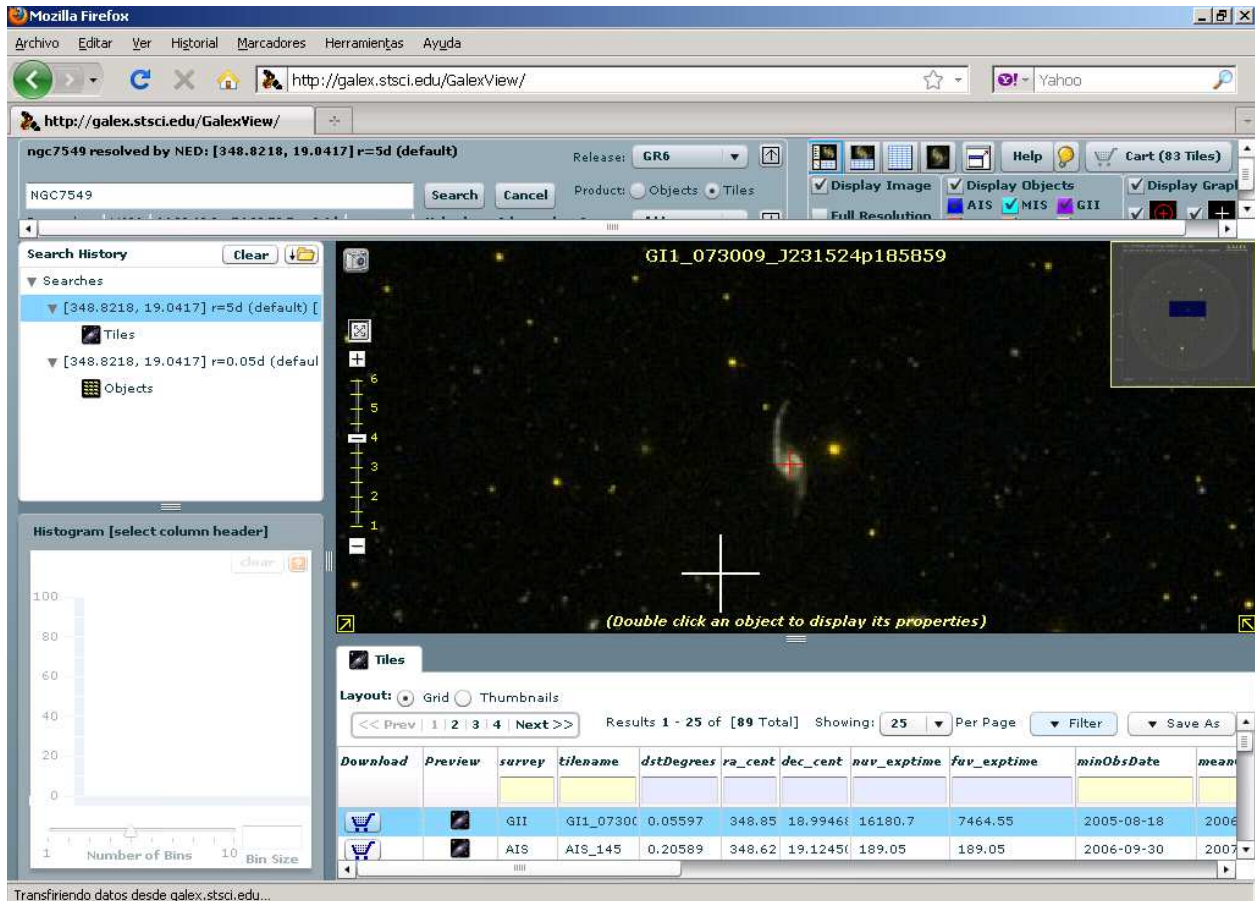 Mozilla Firefox
Archivo Editar Ver Historial Marcadores Herramientas Ayuda
http://galex.stsci.edu/GalexView/
Yahoo
http://galex.stsci.edu/GalexView/
ngc7549 resolved by NED: [348.8218, 19.0417] r=5d (default)
Release: GR6
Help
Cart (83 Tiles)
NGC7549
Search Cancel
Product: Objects Tiles
Display Image
Display Objects
Display Grap
Full Resolution
AIS MIS GII
Search History
Clear
Searches
[348.8218, 19.0417] r=5d (default) [
Tiles
[348.8218, 19.0417] r=0.05d (defaul
Objects
GI1_073009_J231524p185859
6
5
4
3
2
1
(Double click an object to display its properties)
Histogram [select column header]
clear
100
80
60
40
20
0
1 Number of Bins 10 Bin Size
Tiles
Layout: Grid Thumbnails
<< Prev | 1 | 2 | 3 | 4 | Next >>
Results 1 - 25 of [89 Total] Showing: 25 Per Page
Filter
Save As
Download Preview survey tilename dstDegrees ra_cent dec_cent nuv_exptime fuv_exptime minObsDate mean
GII GI1_0730 0.05597 348.85 18.9946 16180.7 7464.55 2005-08-18 2006
AIS AIS_145 0.20589 348.62 19.1245 189.05 189.05 2006-09-30 2007
Transfiriendo datos desde galex.stsci.edu...